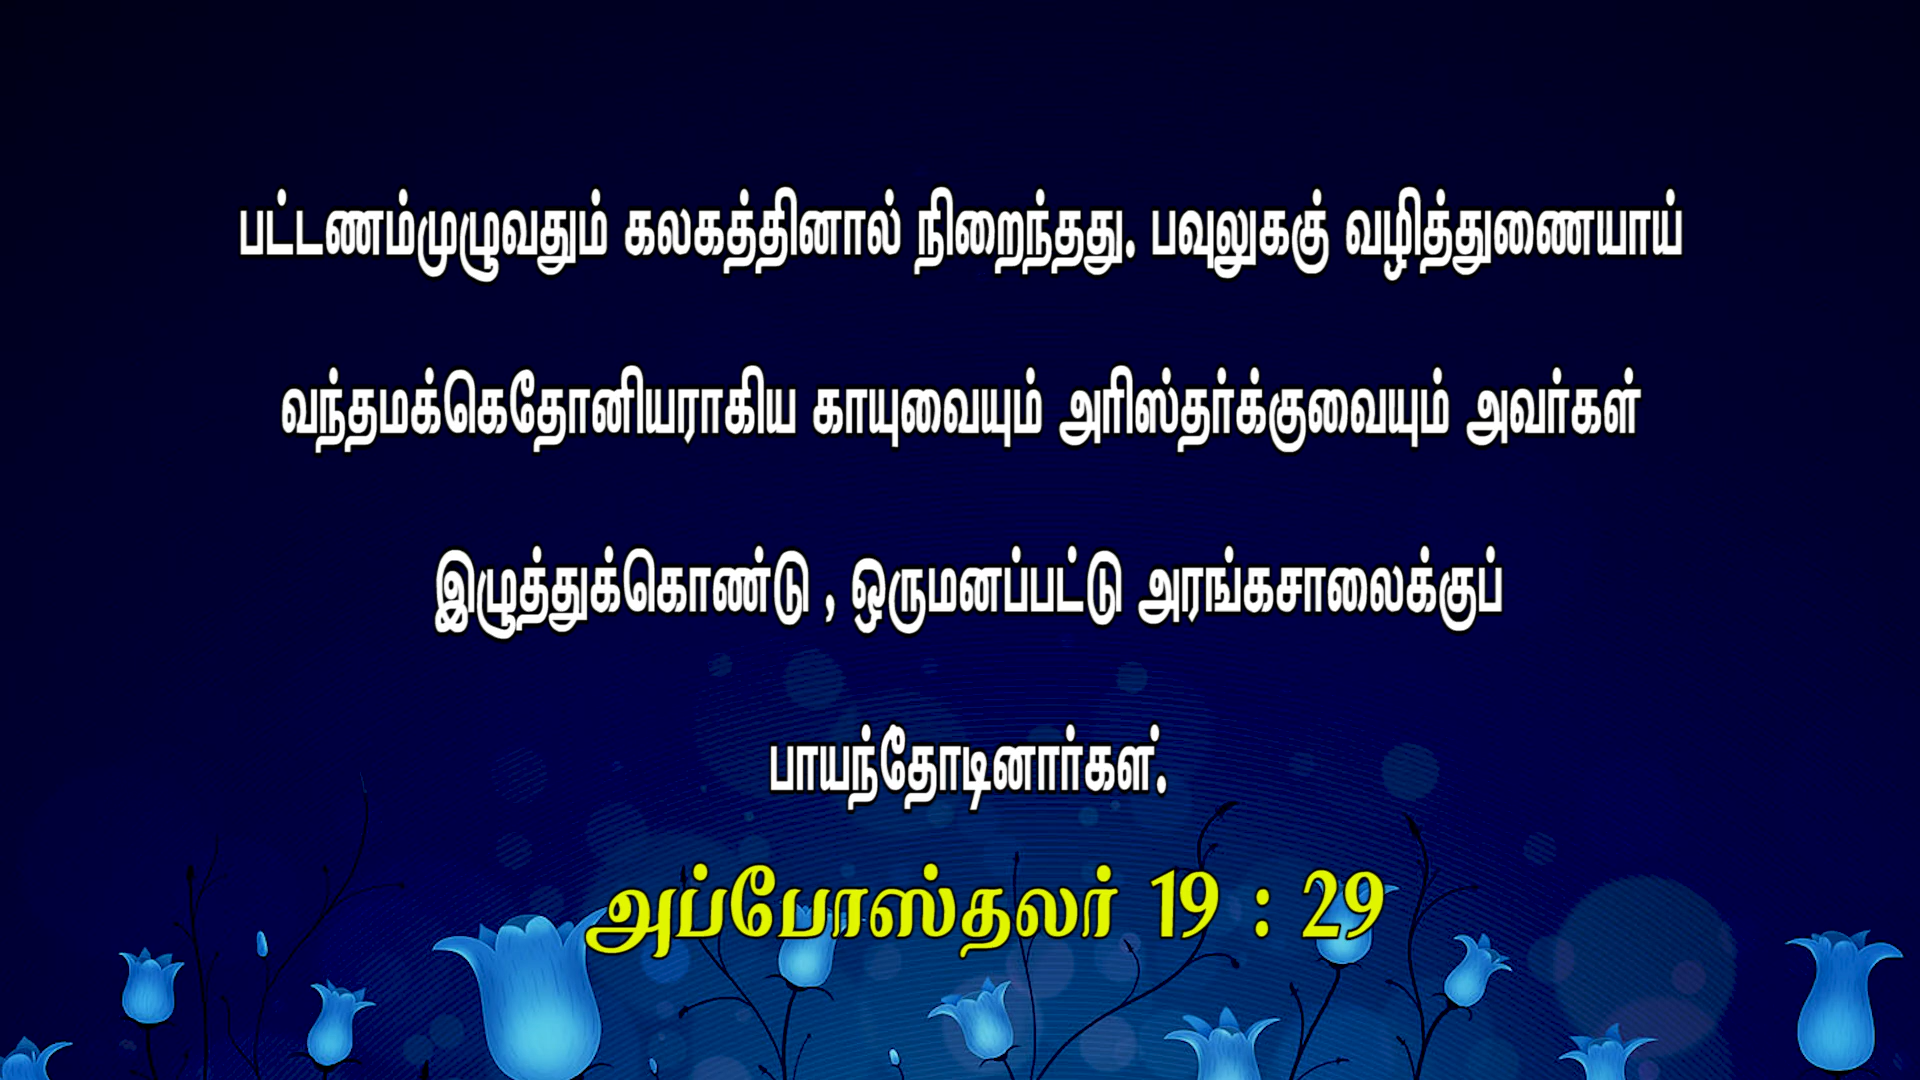 பட்டணம்முழுவதும் கலகத்தினால் நிறைந்தது. பவுலுககு் வழித்துணையாய்
வந்தமக்கெதோனியராகிய காயுவையும் அரிஸ்தர்க்குவையும் அவர்கள்
இழுத்துக்கொண்டு , ஒருமனப்பட்டு அரங்கசாலைக்குப்
பாயந்தோடினார்கள்.
அப்போஸ்தலர் 19 : 29